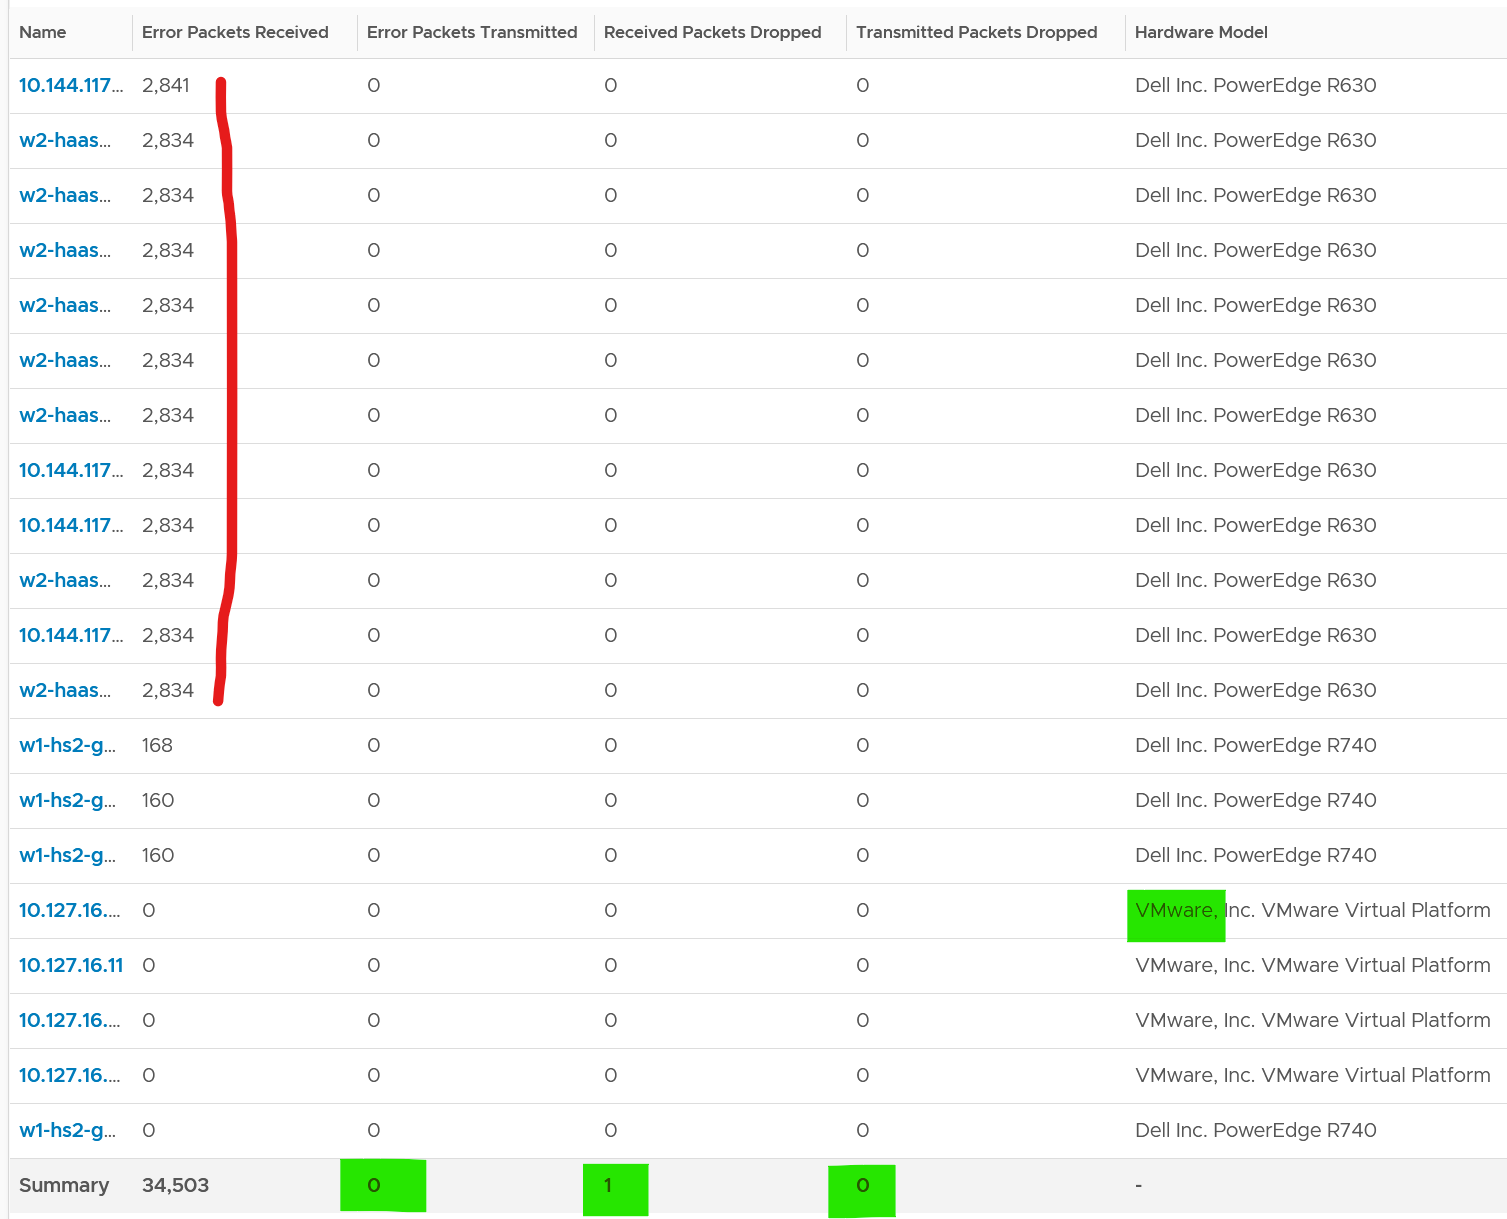 Name Error Packets Received Error Packets Transmitted Received Packets Dropped Transmitted Packets Dropped Hardware Model
10.144.117... 2,841 0 0 0 Dell Inc. PowerEdge R630
w2-haas... 2,834 0 0 0 Dell Inc. PowerEdge R630
w2-haas... 2,834 0 0 0 Dell Inc. PowerEdge R630
w2-haas... 2,834 0 0 0 Dell Inc. PowerEdge R630
w2-haas... 2,834 0 0 0 Dell Inc. PowerEdge R630
w2-haas... 2,834 0 0 0 Dell Inc. PowerEdge R630
w2-haas... 2,834 0 0 0 Dell Inc. PowerEdge R630
10.144.117... 2,834 0 0 0 Dell Inc. PowerEdge R630
10.144.117... 2,834 0 0 0 Dell Inc. PowerEdge R630
w2-haas... 2,834 0 0 0 Dell Inc. PowerEdge R630
10.144.117... 2,834 0 0 0 Dell Inc. PowerEdge R630
w2-haas... 2,834 0 0 0 Dell Inc. PowerEdge R630
w1-hs2-g... 168 0 0 0 Dell Inc. PowerEdge R740
w1-hs2-g... 160 0 0 0 Dell Inc. PowerEdge R740
w1-hs2-g... 160 0 0 0 Dell Inc. PowerEdge R740
10.127.16.... 0 0 0 0 VMware, Inc. VMware Virtual Platform
10.127.16.11 0 0 0 0 VMware, Inc. VMware Virtual Platform
10.127.16.... 0 0 0 0 VMware, Inc. VMware Virtual Platform
10.127.16.... 0 0 0 0 VMware, Inc. VMware Virtual Platform
w1-hs2-g... 0 0 0 0 Dell Inc. PowerEdge R740
Summary 34,503 0 1 0 -